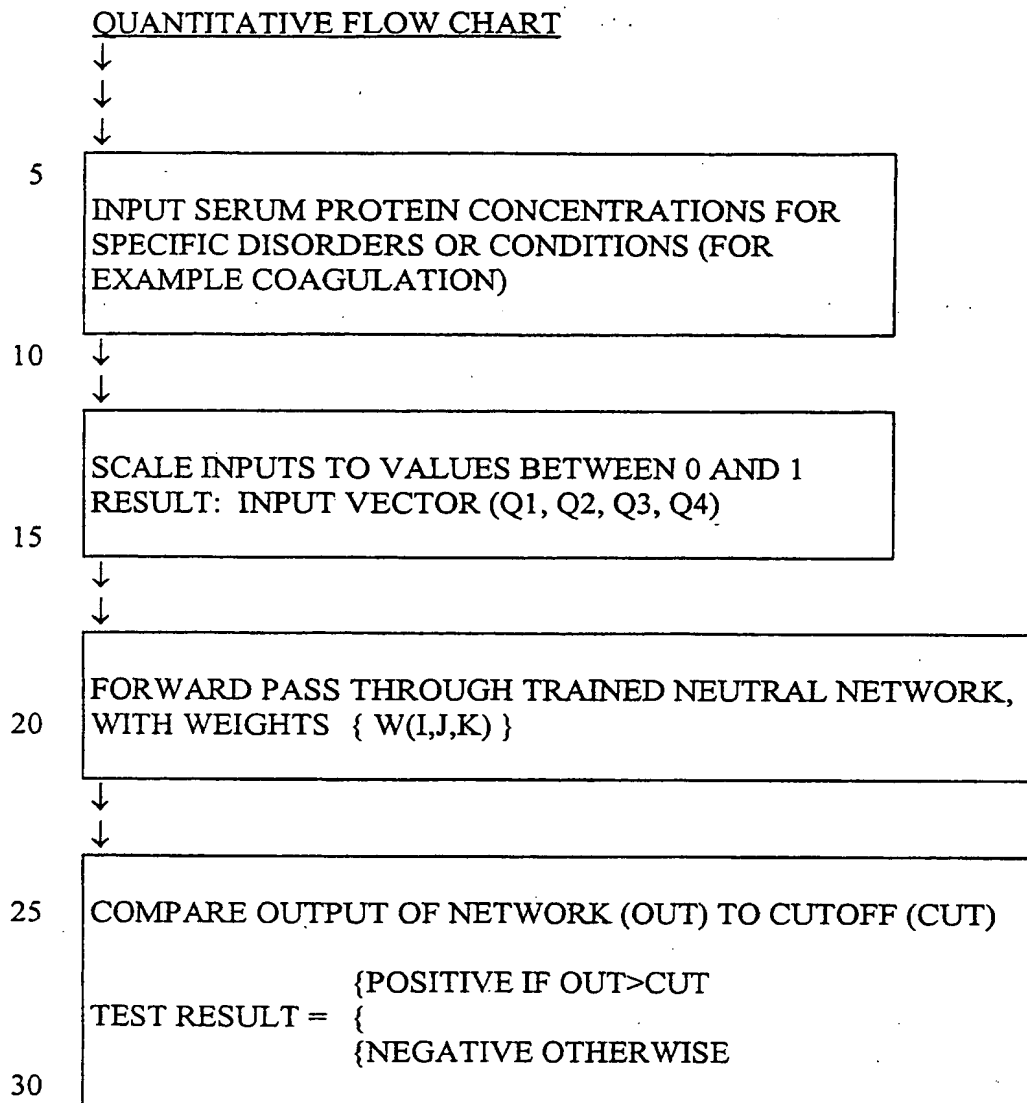 QUANTITATIVE FLOW CHART
↓
↓
↓
5
INPUT SERUM PROTEIN CONCENTRATIONS FOR
SPECIFIC DISORDERS OR CONDITIONS (FOR
EXAMPLE COAGULATION)
10 ↓
↓
SCALE INPUTS TO VALUES BETWEEN 0 AND 1
RESULT: INPUT VECTOR (Q1, Q2, Q3, Q4)
15
↓
↓
FORWARD PASS THROUGH TRAINED NEUTRAL NETWORK,
20 WITH WEIGHTS { W(I,J,K) }
↓
↓
25 COMPARE OUTPUT OF NETWORK (OUT) TO CUTOFF (CUT)
{POSITIVE IF OUT>CUT
TEST RESULT = {
{NEGATIVE OTHERWISE
30